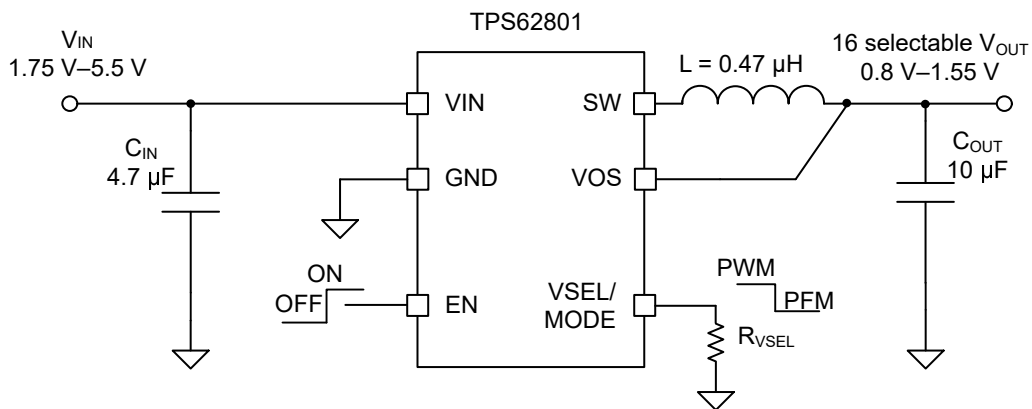 TPS62801
VIN
1.75 V–5.5 V
16 selectable VOUT
0.8 V–1.55 V
L = 0.47 µH
VIN
SW
CIN
4.7 µF
COUT
10 µF
GND
VOS
ON
OFF
EN
VSEL/
MODE
PWM
PFM
RVSEL